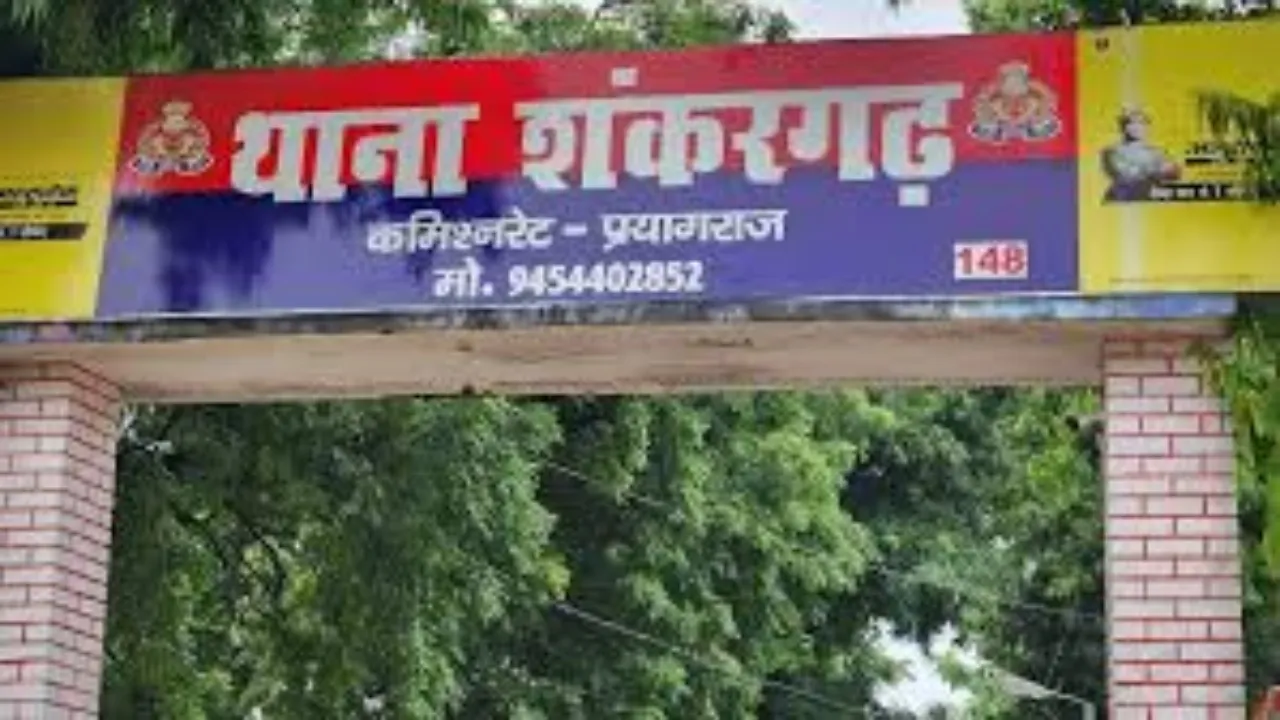 थाना शंकरगढ़
कमिश्नरेट - प्रयागराज
मो. 9454402852
148